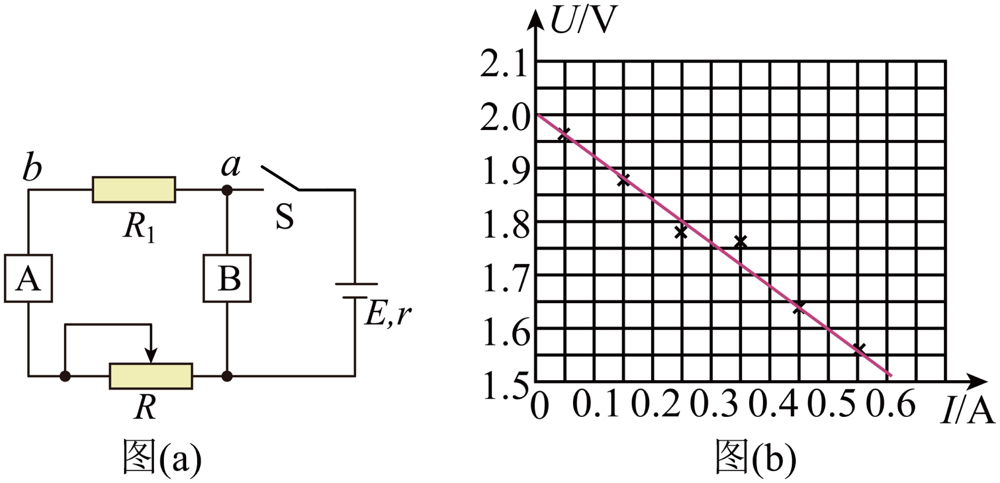 b
a
S
R1
A
B
E,r
R
图(a)
U/V
2.1
2.0
1.9
1.8
1.7
1.6
1.5
0 0.1 0.2 0.3 0.4 0.5 0.6 I/A
图(b)